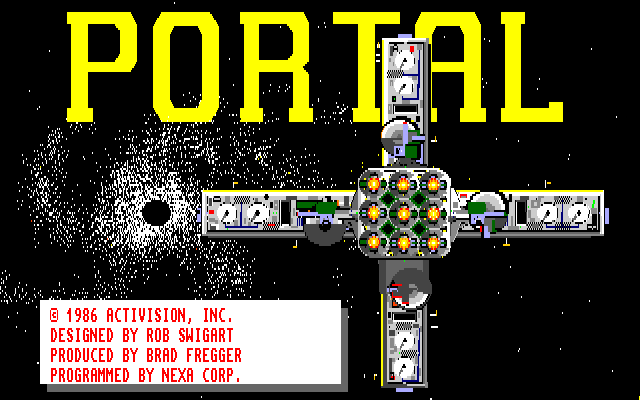 PORTAL
© 1986 ACTIVISION, INC.
DESIGNED BY ROB SWIGART
PRODUCED BY BRAD FREGGER
PROGRAMMED BY NEXA CORP.